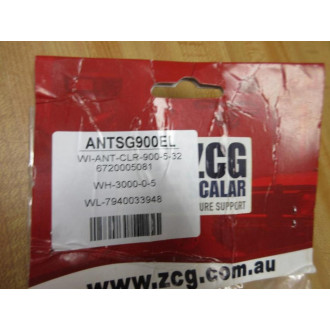 ANTSG900EL
WI-ANT-CLR-900-5-32
6720005081
WH-3000-0-5
WL-7940033948
ZCG
CALAR
URE SUPPORT
www.zcg.com.au